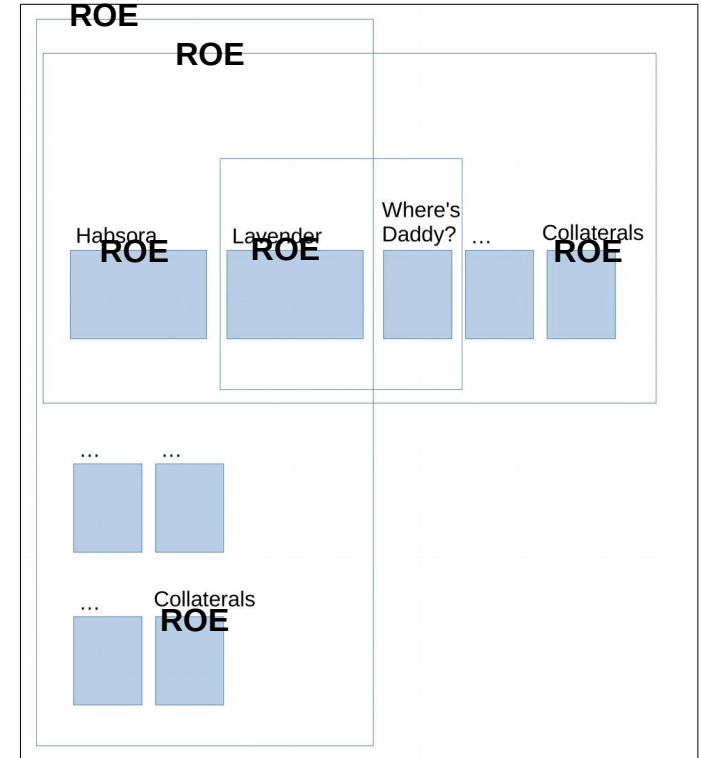 ROE
ROE
Habsora
ROE
Lavender
ROE
Where's
Daddy?
...
Collaterals
ROE
...
...
...
Collaterals
ROE